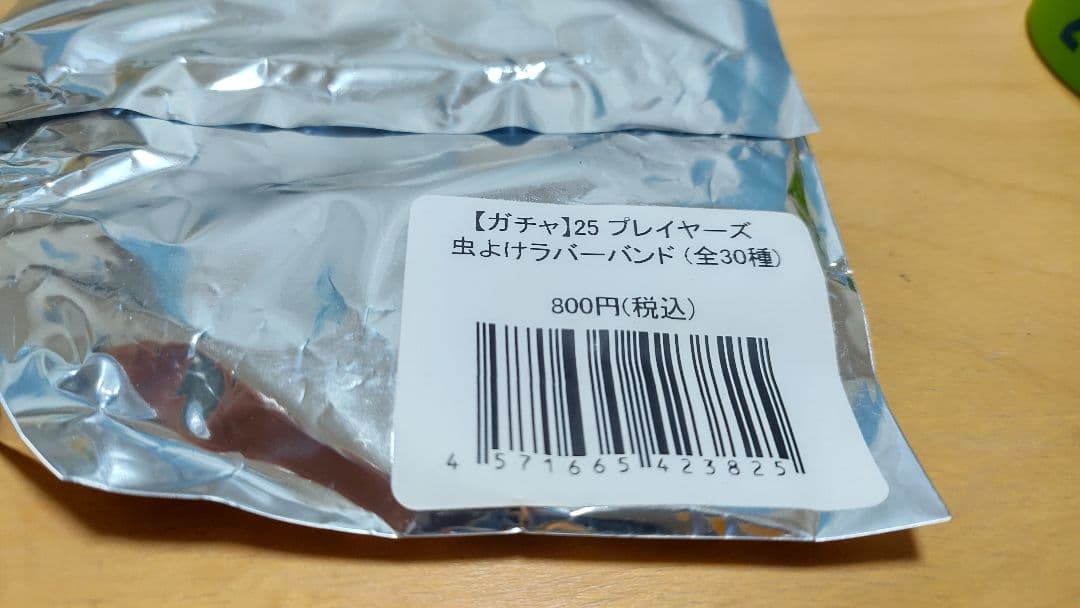 【ガチャ】25 プレイヤーズ
虫よけラバーバンド (全30種)
800円(税込)
4 571665 423825